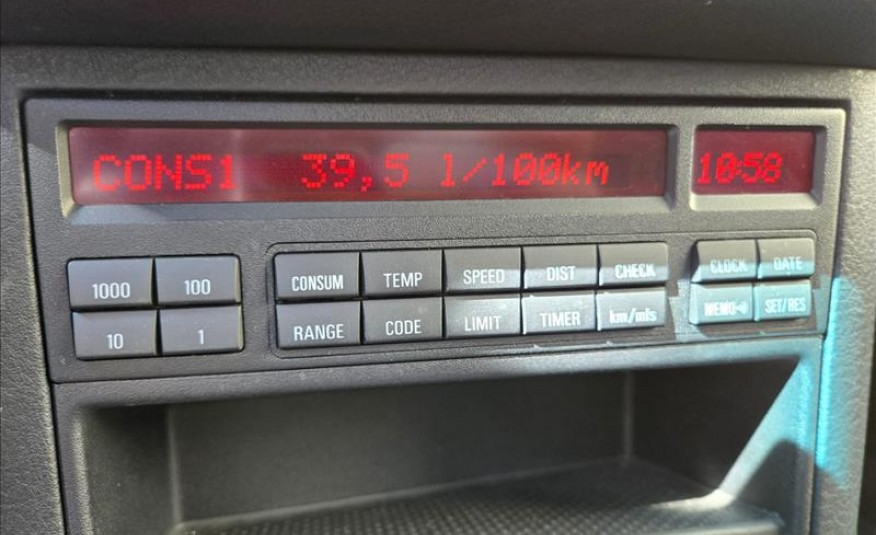 CONS1 39,5 l/100km 10:58
1000 100 CONSUM TEMP SPEED DIST CHECK CLOCK DATE
10 1 RANGE CODE LIMIT TIMER km/mls MEMO SET/RES